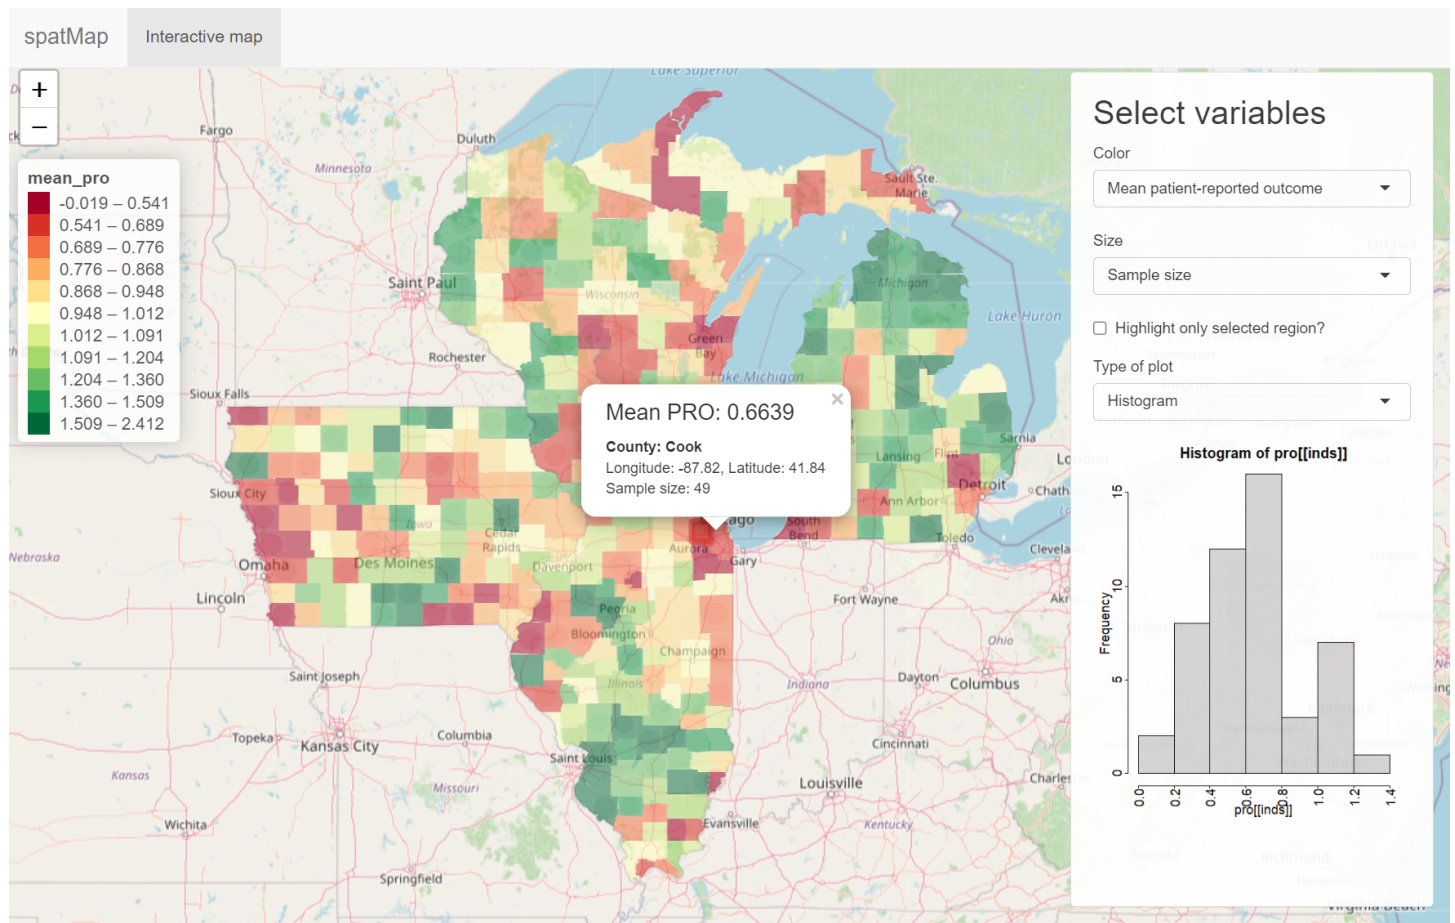 spatMap
Interactive map
+
−
mean_pro
-0.019 – 0.541
0.541 – 0.689
0.689 – 0.776
0.776 – 0.868
0.868 – 0.948
0.948 – 1.012
1.012 – 1.091
1.091 – 1.204
1.204 – 1.360
1.360 – 1.509
1.509 – 2.412
Lake Superior
Fargo
Duluth
Minnesota
Sault Ste.
Marie
Saint Paul
Wisconsin
Michigan
Lake Huron
Green
Bay
Rochester
Lake Michigan
Sioux Falls
Mean PRO: 0.6639
×
County: Cook
Longitude: -87.82, Latitude: 41.84
Sample size: 49
Sarnia
Lansing
Flint
Sioux City
Detroit
Chath
Ann Arbor
Iowa
Cedar
Rapids
ago
South
Bend
Aurora
Toledo
Nebraska
Omaha
Des Moines
Davenport
Gary
Clevela
Lincoln
Fort Wayne
Akr
Peoria
Bloomington
Champaign
Ohio
Saint Joseph
Illinois
Indiana
Dayton
Columbus
Topeka
Kansas City
Columbia
Cincinnati
Saint Louis
Kansas
Missouri
Louisville
Charles
Wichita
Evansville
Kentucky
Springfield
Select variables
Color
Mean patient-reported outcome
Size
Sample size
Highlight only selected region?
Type of plot
Histogram
Histogram of pro[[inds]]
Frequency
15
10
5
0
0.0 0.2 0.4 0.6 0.8 1.0 1.2 1.4
pro[[inds]]
Baltimore
Richmond
Virginia Beach